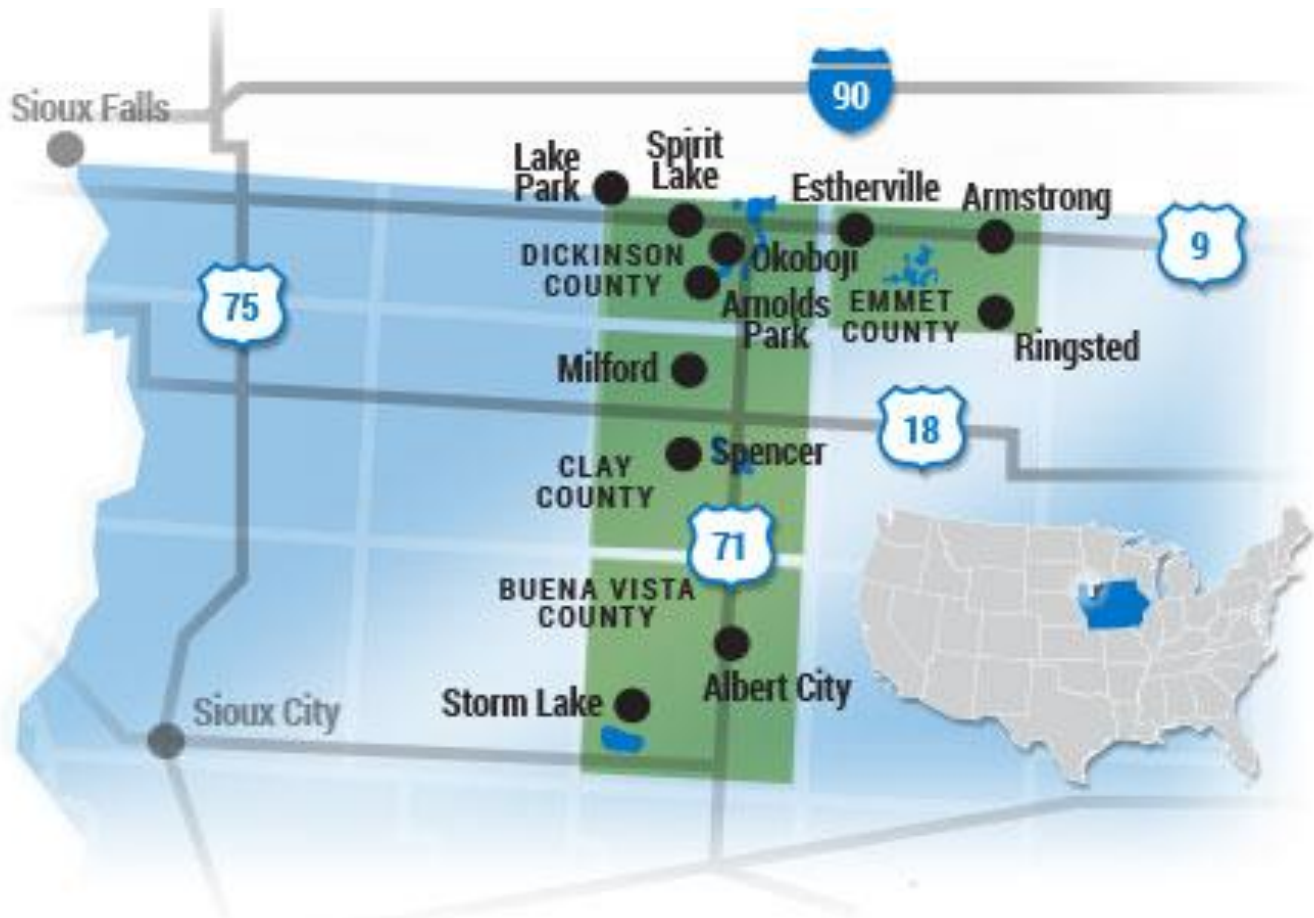 90
Sioux Falls
Lake
Park
Spirit
Lake
Estherville
Armstrong
9
DICKINSON
COUNTY
Okoboji
75
Arnolds
Park
EMMET
COUNTY
Ringsted
Milford
18
Spencer
CLAY
COUNTY
71
BUENA VISTA
COUNTY
Albert City
Storm Lake
Sioux City